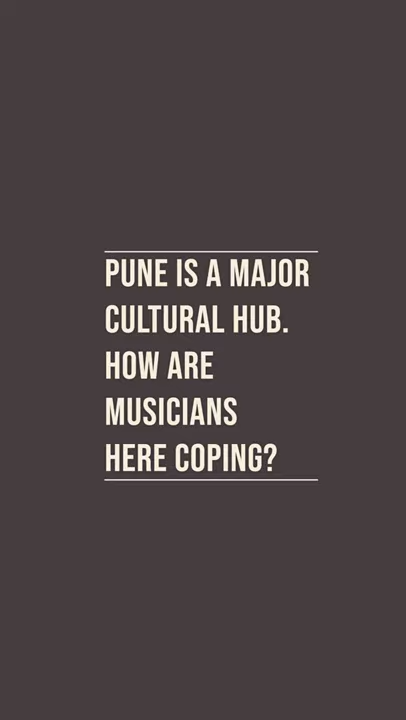 PUNE IS A MAJOR
CULTURAL HUB.
HOW ARE
MUSICIANS
HERE COPING?